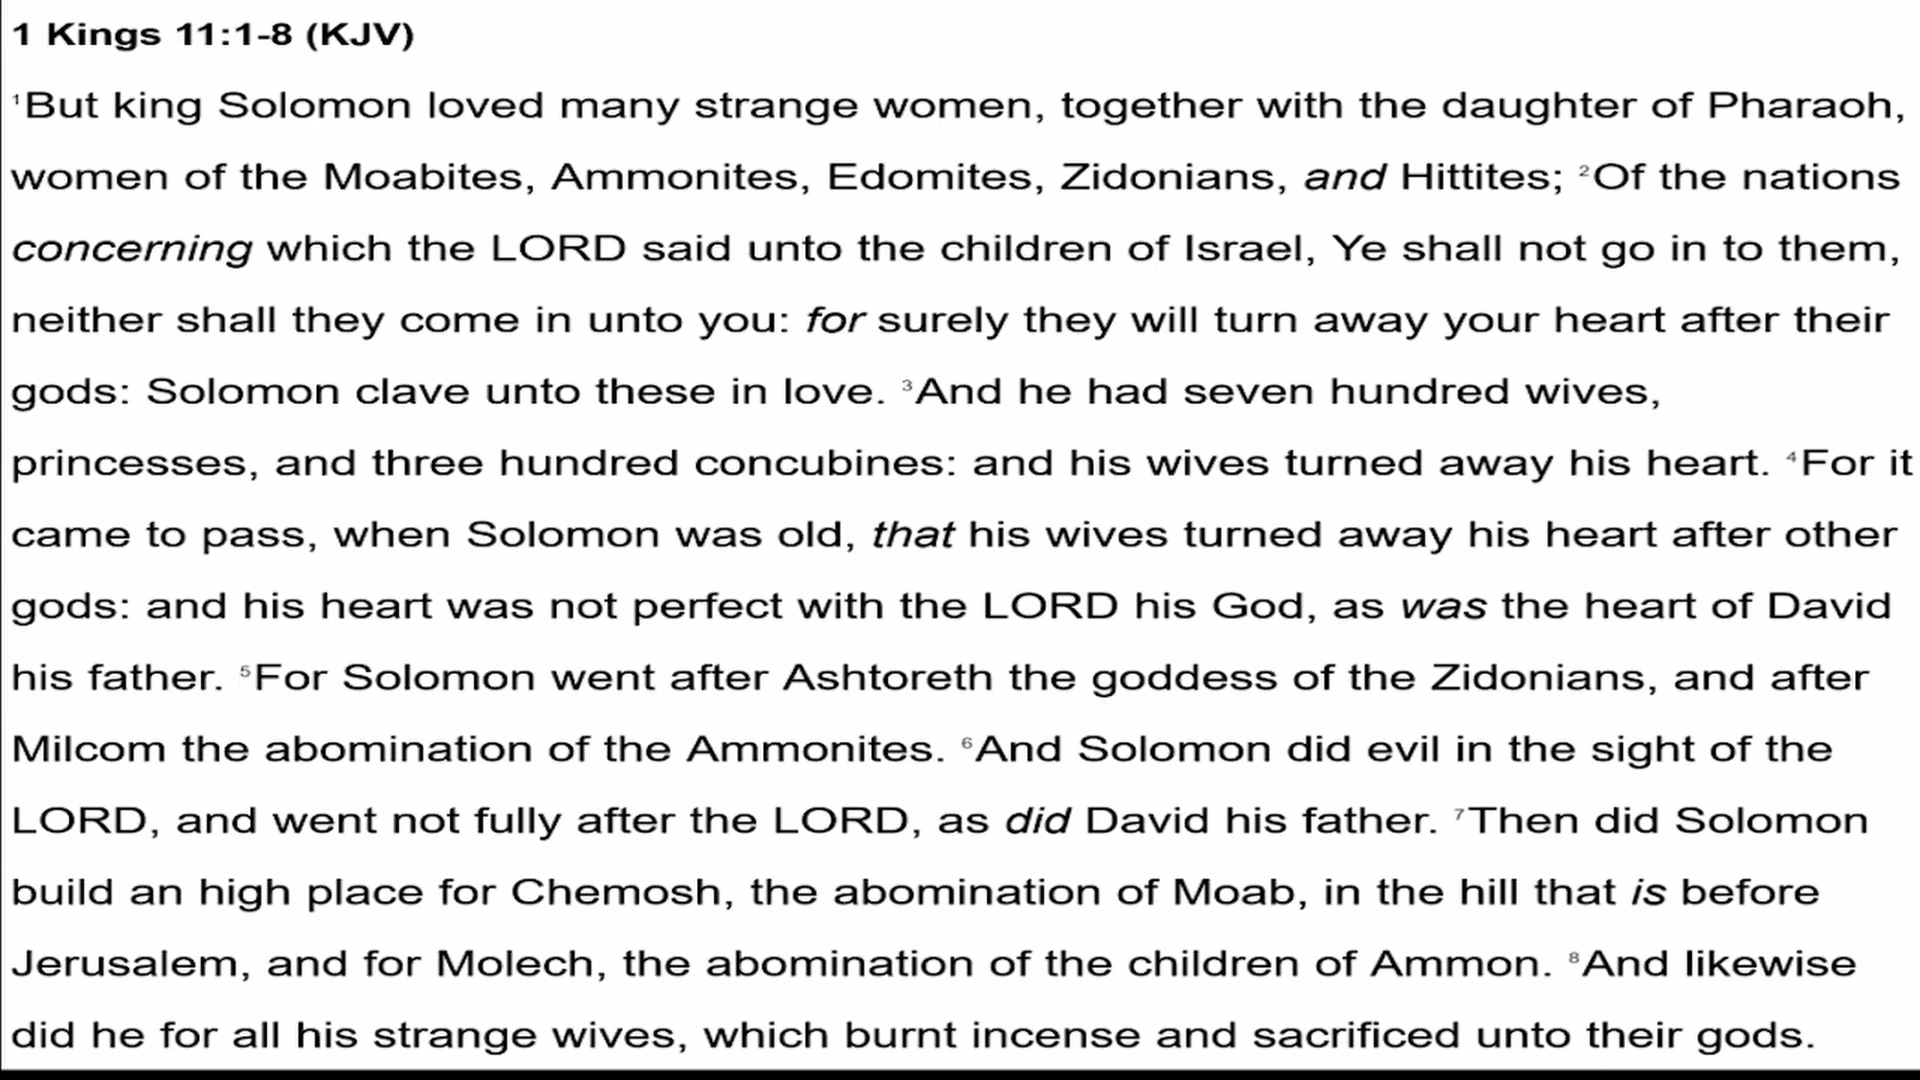 1 Kings 11:1-8 (KJV)
¹But king Solomon loved many strange women, together with the daughter of Pharaoh,
women of the Moabites, Ammonites, Edomites, Zidonians, and Hittites; ²Of the nations
concerning which the LORD said unto the children of Israel, Ye shall not go in to them,
neither shall they come in unto you: for surely they will turn away your heart after their
gods: Solomon clave unto these in love. ³And he had seven hundred wives,
princesses, and three hundred concubines: and his wives turned away his heart. ⁴For it
came to pass, when Solomon was old, that his wives turned away his heart after other
gods: and his heart was not perfect with the LORD his God, as was the heart of David
his father. ⁵For Solomon went after Ashtoreth the goddess of the Zidonians, and after
Milcom the abomination of the Ammonites. ⁶And Solomon did evil in the sight of the
LORD, and went not fully after the LORD, as did David his father. ⁷Then did Solomon
build an high place for Chemosh, the abomination of Moab, in the hill that is before
Jerusalem, and for Molech, the abomination of the children of Ammon. ⁸And likewise
did he for all his strange wives, which burnt incense and sacrificed unto their gods.